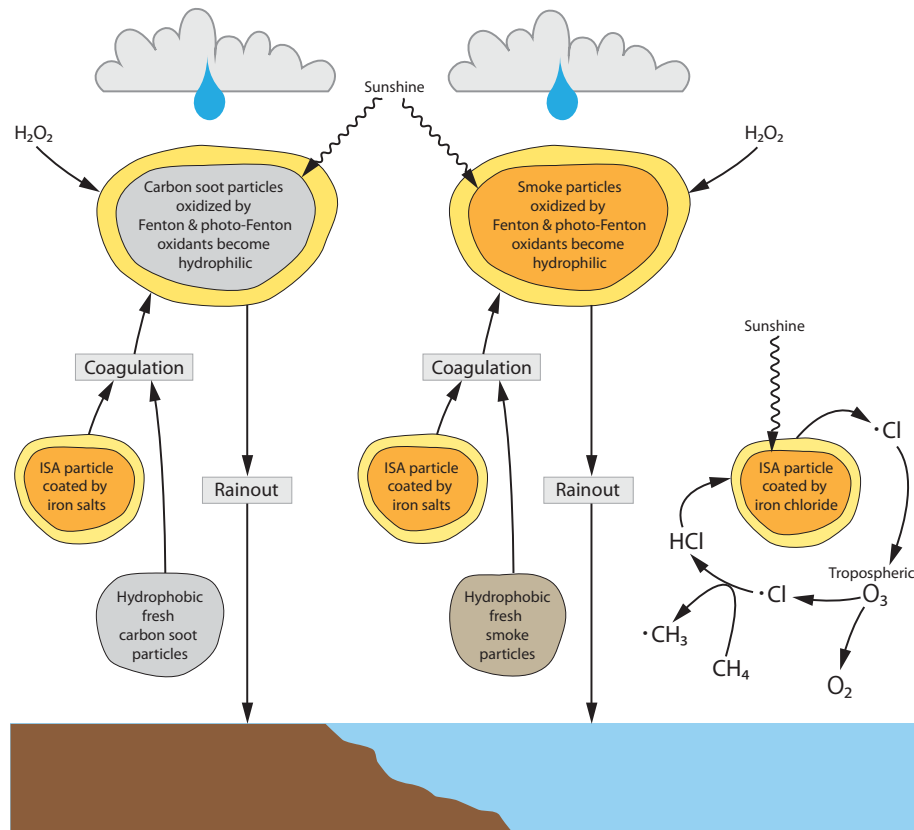 Sunshine
H₂O₂
H₂O₂
Carbon soot particles
oxidized by
Fenton & photo-Fenton
oxidants become
hydrophilic
Smoke particles
oxidized by
Fenton & photo-Fenton
oxidants become
hydrophilic
Sunshine
Coagulation
Coagulation
·Cl
ISA particle
coated by
iron salts
Rainout
ISA particle
coated by
iron salts
Rainout
ISA particle
coated by
iron chloride
HCl
Tropospheric
O₃
·Cl
Hydrophobic
fresh
carbon soot
particles
Hydrophobic
fresh
smoke
particles
·CH₃
CH₄
O₂